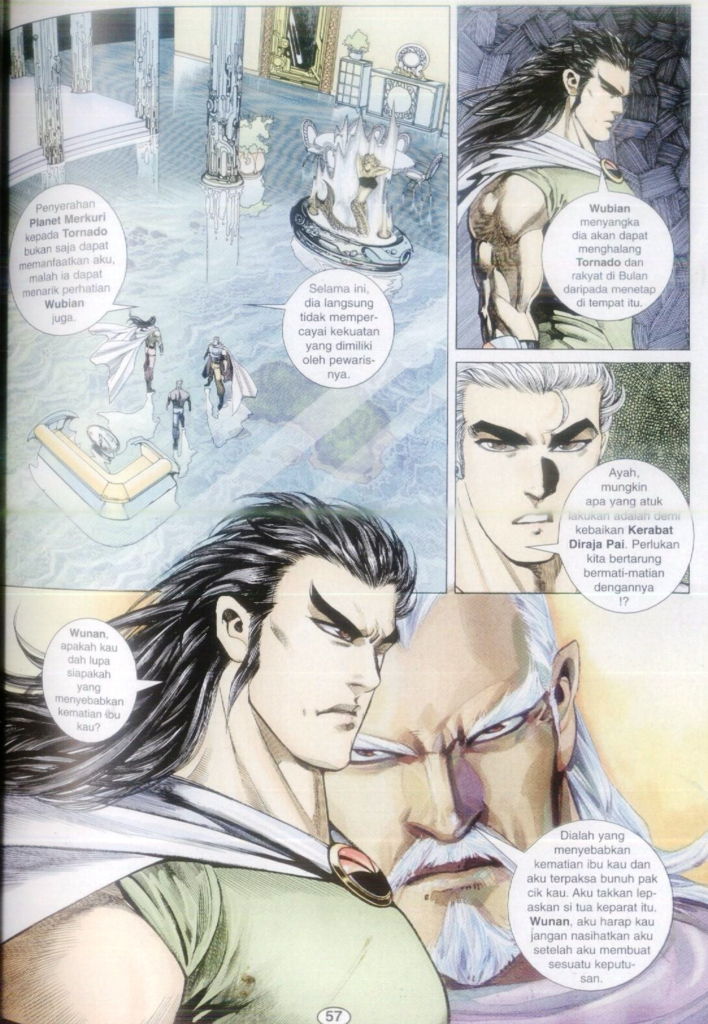 Penyerahan
Planet Merkuri
kepada Tornado
bukan saja dapat
memanfaatkan aku,
malah ia dapat
menarik perhatian
Wubian
juga.
Selama ini,
dia langsung
tidak memper-
cayai kekuatan
yang dimiliki
oleh pewaris-
nya.
Wubian
menyangka
dia akan dapat
menghalang
Tornado dan
rakyat di Bulan
daripada menetap
di tempat itu.
Ayah,
mungkin
apa yang atuk
lakukan adalah demi
kebaikan Kerabat
Diraja Pai. Perlukan
kita bertarung
bermati-matian
dengannya
!?
Wunan,
apakah kau
dah lupa
siapakah
yang
menyebabkan
kematian ibu
kau?
Dialah yang
menyebabkan
kematian ibu kau dan
aku terpaksa bunuh pak
cik kau. Aku takkan lep-
askan si tua keparat itu.
Wunan, aku harap kau
jangan nasihatkan aku
setelah aku membuat
sesuatu keputu-
san.
57